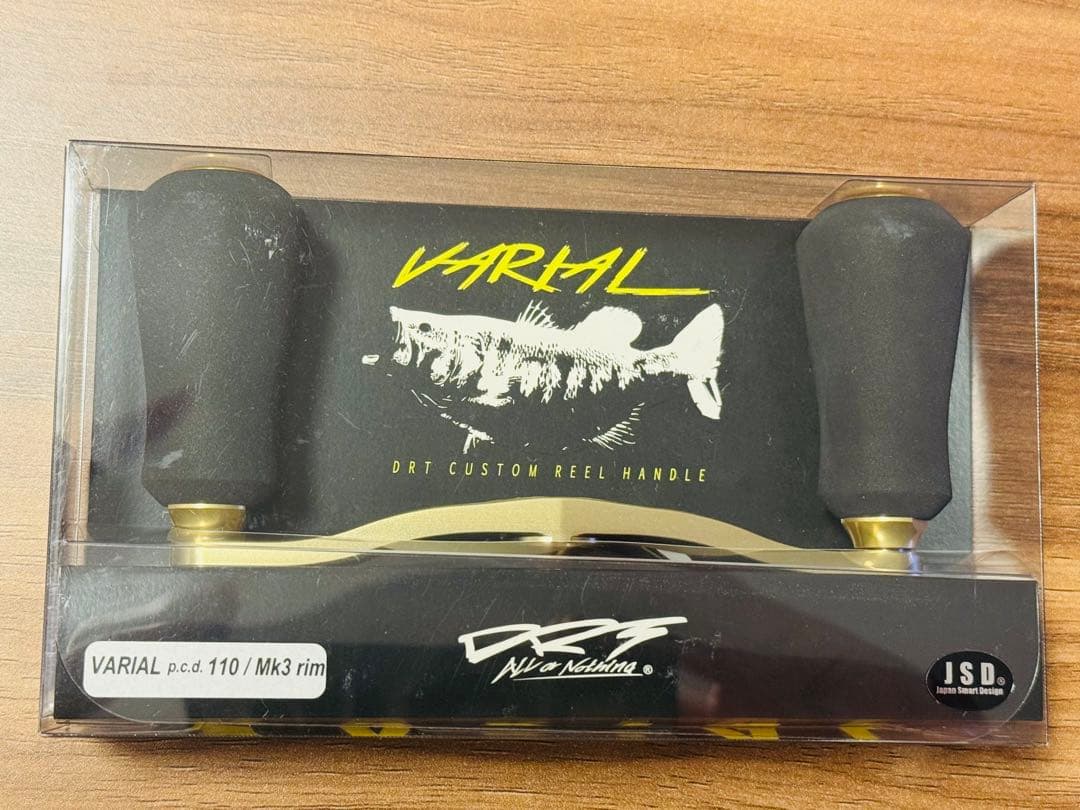 VARIAL
DRT CUSTOM REEL HANDLE
DRT
All or Nothing ®
VARIAL p.c.d. 110 / Mk3 rim
JSD®
Japan Smart Design